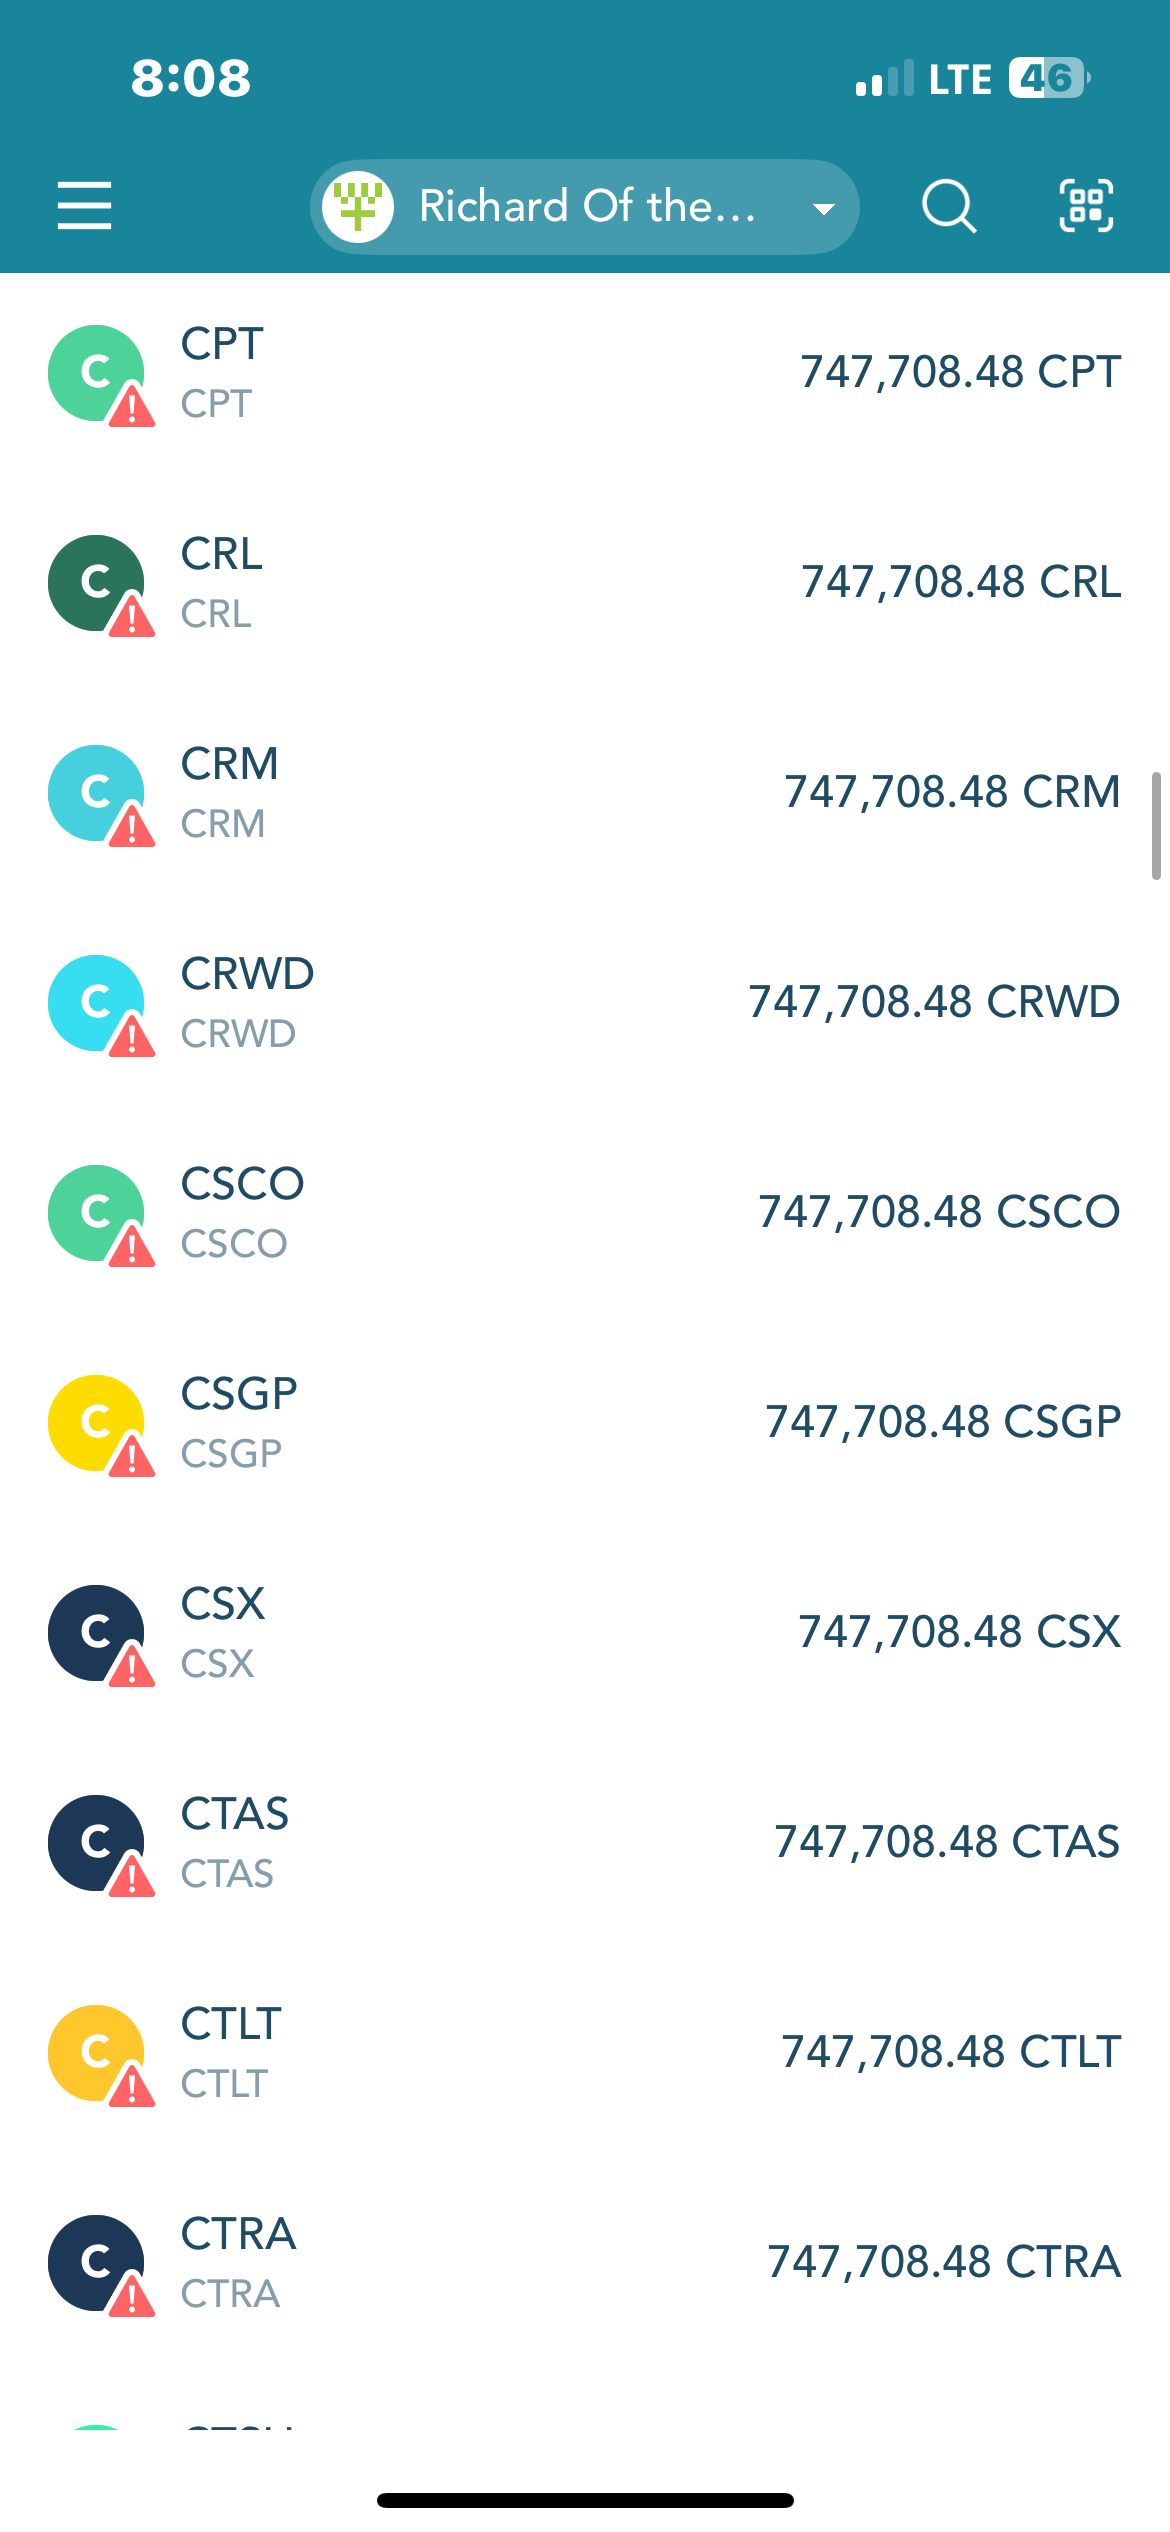 8:08
LTE 46
Richard Of the...
C
CPT
CPT
747,708.48 CPT
C
CRL
CRL
747,708.48 CRL
C
CRM
CRM
747,708.48 CRM
C
CRWD
CRWD
747,708.48 CRWD
C
CSCO
CSCO
747,708.48 CSCO
C
CSGP
CSGP
747,708.48 CSGP
C
CSX
CSX
747,708.48 CSX
C
CTAS
CTAS
747,708.48 CTAS
C
CTLT
CTLT
747,708.48 CTLT
C
CTRA
CTRA
747,708.48 CTRA